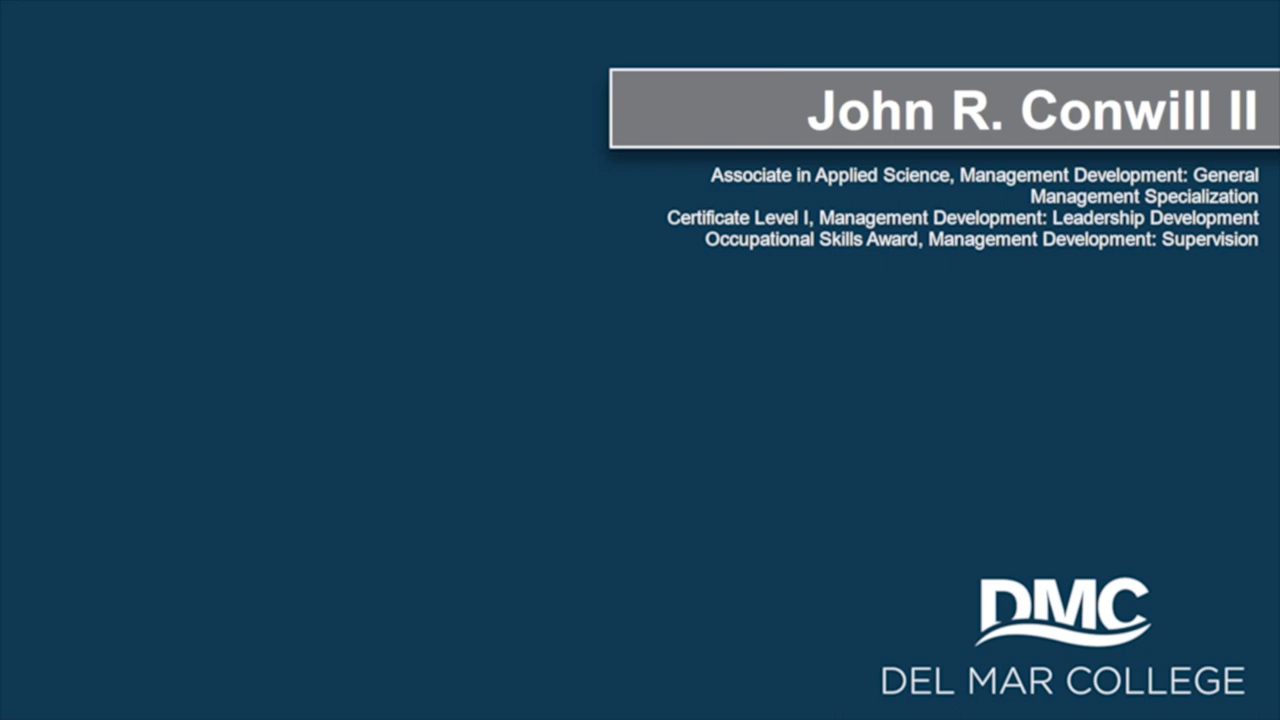 John R. Conwill II
Associate in Applied Science, Management Development: General
Management Specialization
Certificate Level I, Management Development: Leadership Development
Occupational Skills Award, Management Development: Supervision
DMC
DEL MAR COLLEGE